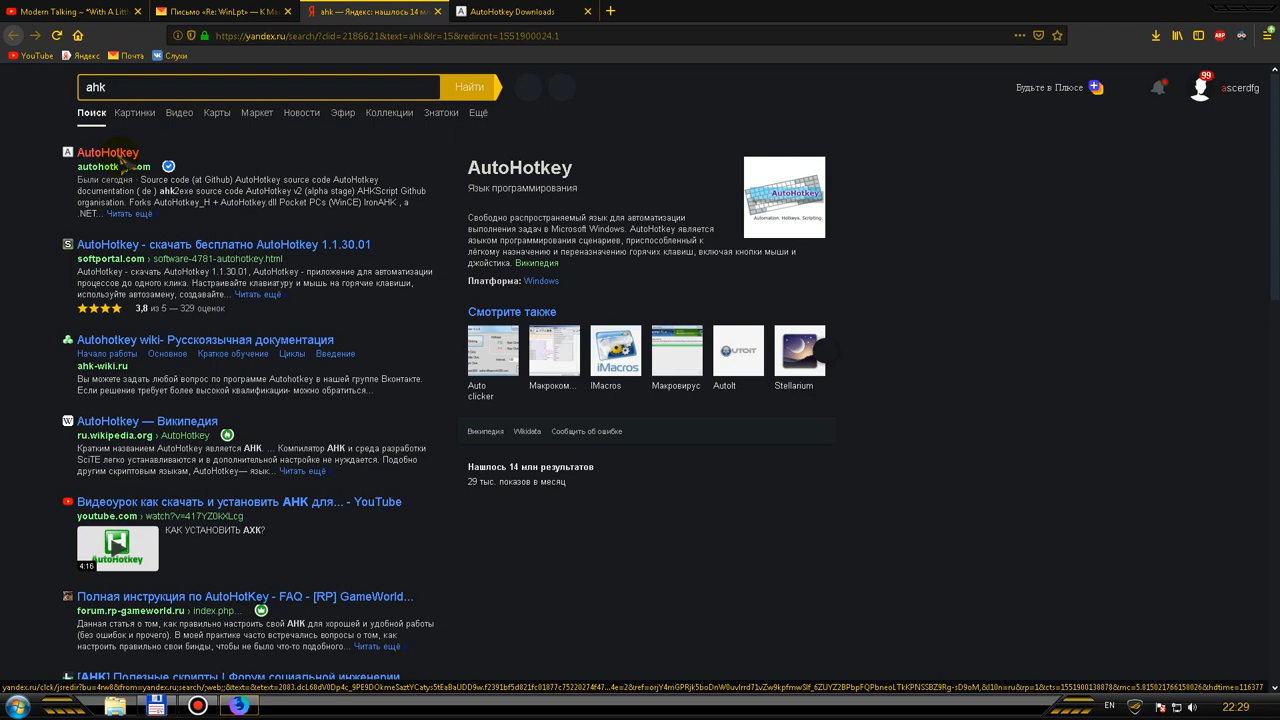 Modern Talking ~ *With A Littl
Письмо «Re: WinLpt» — K Ma
ahk — Яндекс: нашлось 14 мл
AutoHotkey Downloads
https://yandex.ru/search/?clid=2186621&text=ahk&lr=15&redircnt=1551900024.1
YouTube
Яндекс
Почта
Слухи
ahk
Найти
Будьте в Плюсе
99
ascerdfg
Поиск Картинки Видео Карты Маркет Новости Эфир Коллекции Знатоки Ещё
AutoHotkey
Были сегодня · Source code (at Github) AutoHotkey source code AutoHotkey
documentation ( de ) ahk2exe source code AutoHotkey v2 (alpha stage) AHKScript Github
organisation. Forks AutoHotkey_H + AutoHotkey.dll Pocket PCs (WinCE) IronAHK , a
.NET... Читать ещё
AutoHotkey - скачать бесплатно AutoHotkey 1.1.30.01
softportal.com › software-4781-autohotkey.html
AutoHotkey - скачать AutoHotkey 1.1.30.01, AutoHotkey - приложение для автоматизации
процессов до одного клика. Настраивайте клавиатуру и мышь на горячие клавиши,
используйте автозамену, создавайте... Читать ещё
3,8 из 5 — 329 оценок
Autohotkey wiki- Русскоязычная документация
Начало работы Основное Краткое обучение Циклы Введение
ahk-wiki.ru
Вы можете задать любой вопрос по программе Autohotkey в нашей группе Вконтакте.
Если решение требует более высокой квалификации- можно обратиться...
AutoHotkey — Википедия
ru.wikipedia.org › AutoHotkey
Кратким названием AutoHotkey является AHK. ... Компилятор AHK и среда разработки
SciTE легко устанавливаются и в дополнительной настройке не нуждается. Подобно
другим скриптовым языкам, AutoHotkey— язык... Читать ещё
Видеоурок как скачать и установить AHK для... - YouTube
youtube.com › watch?v=417YZ0kXLcg
КАК УСТАНОВИТЬ АХК?
AutoHotkey
4:16
Полная инструкция по AutoHotKey - FAQ - [RP] GameWorld...
forum.rp-gameworld.ru › index.php...
Данная статья о том, как правильно настроить свой AHK для хорошей и удобной работы
(без ошибок и прочего). В моей практике часто встречались вопросы о том, как
настроить правильно свои бинды, чтобы не было что-то подобного... Читать ещё
[AHK] Полезные скрипты | Форум социальной инженерии
AutoHotkey
Язык программирования
Свободно распространяемый язык для автоматизации
выполнения задач в Microsoft Windows. AutoHotkey является
языком программирования сценариев, приспособленный к
лёгкому назначению и переназначению горячих клавиш, включая кнопки мыши и
джойстика. Википедия
Платформа: Windows
AutoHotkey
Automation. Hotkeys. Scripting.
Смотрите также
iMacros
Auto
clicker
Макроком...
IMacros
Макровирус
AutoIt
Stellarium
Википедия Wikidata Сообщить об ошибке
Нашлось 14 млн результатов
29 тыс. показов в месяц
EN
22:29